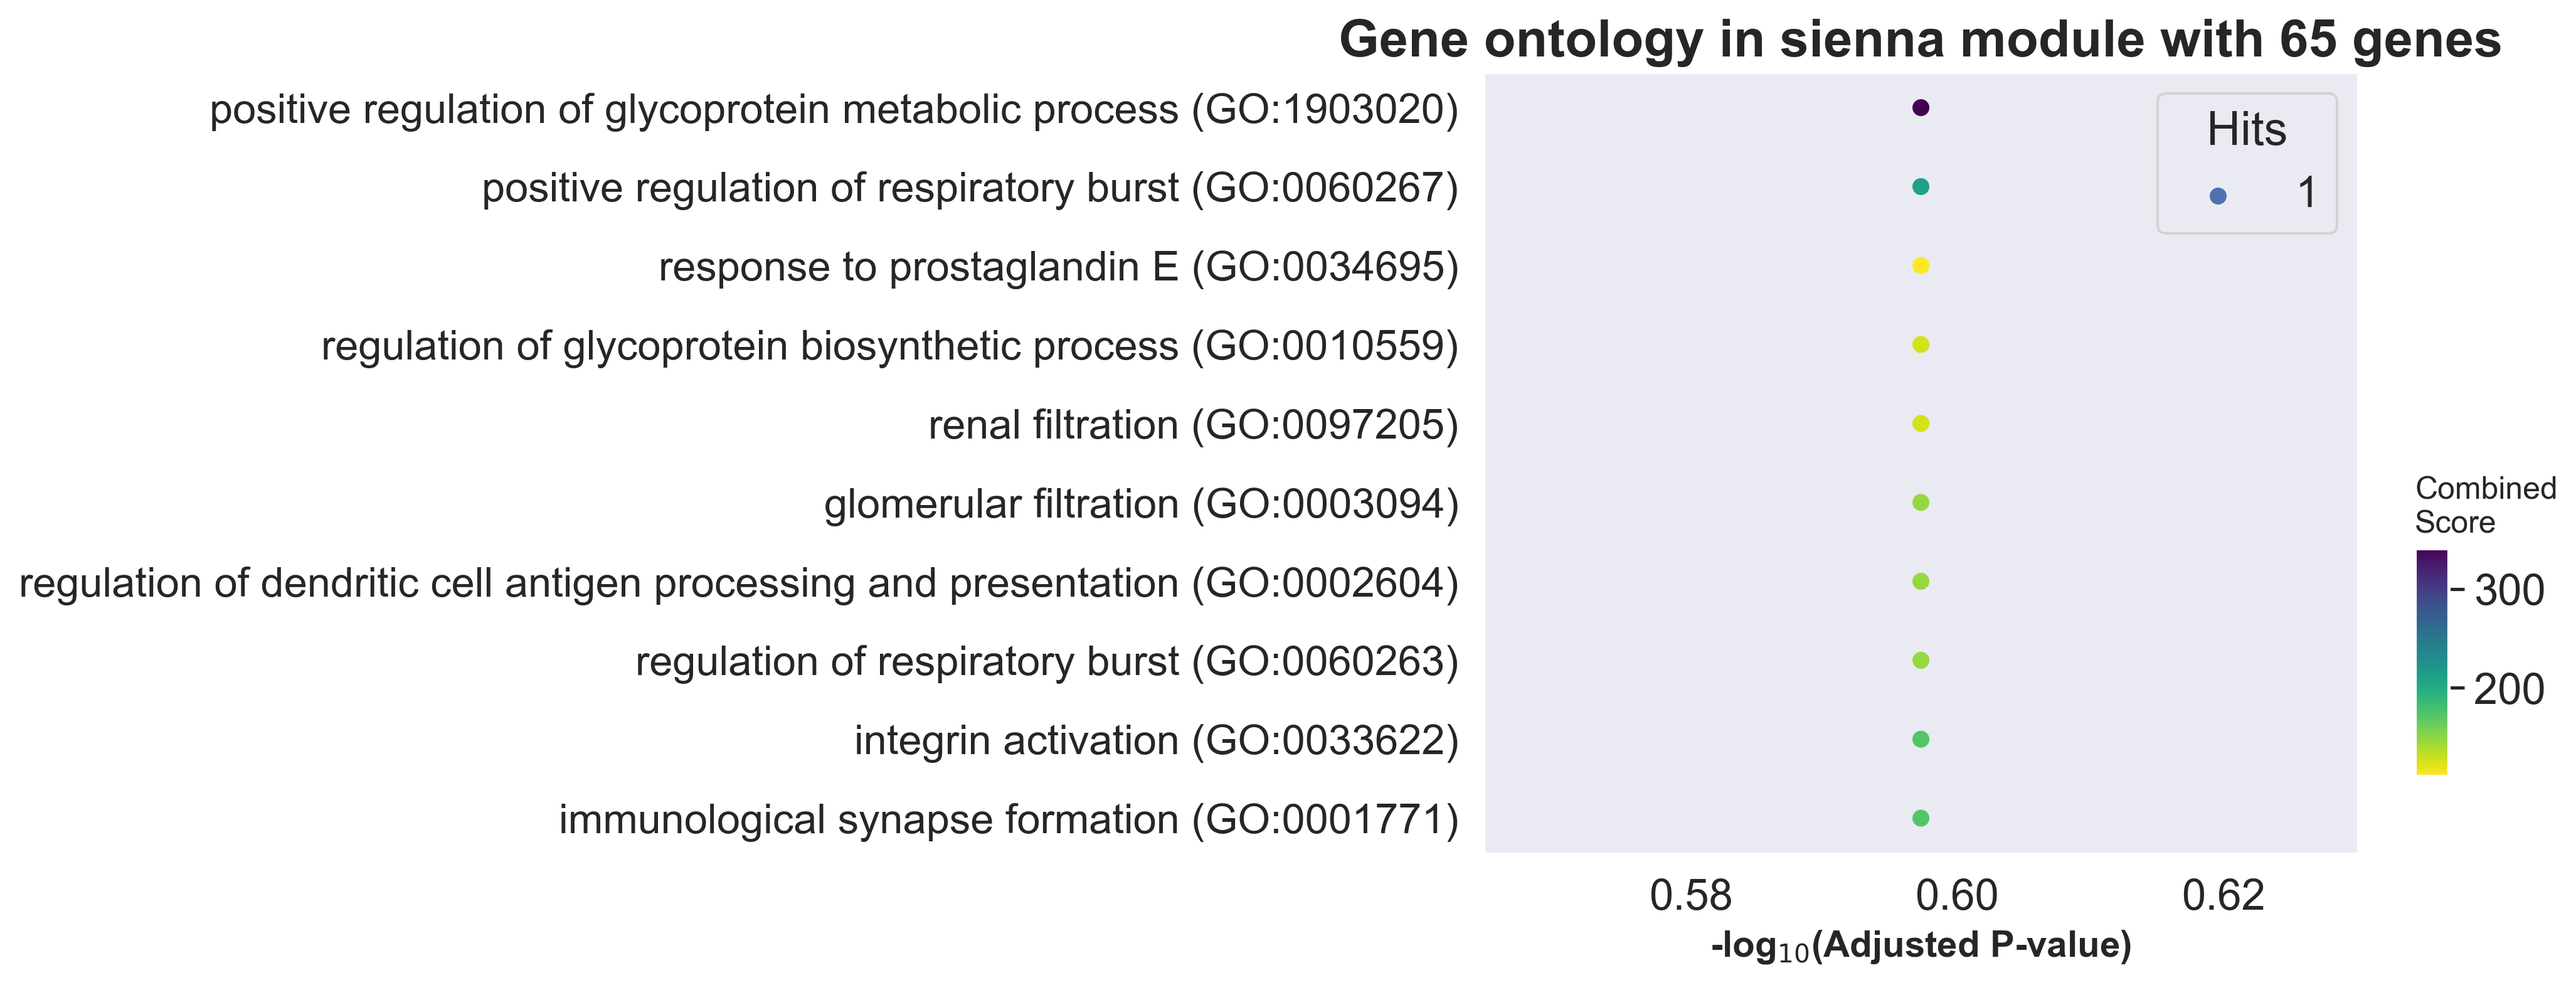 Gene ontology in sienna module with 65 genes
positive regulation of glycoprotein metabolic process (GO:1903020)
positive regulation of respiratory burst (GO:0060267)
response to prostaglandin E (GO:0034695)
regulation of glycoprotein biosynthetic process (GO:0010559)
renal filtration (GO:0097205)
glomerular filtration (GO:0003094)
regulation of dendritic cell antigen processing and presentation (GO:0002604)
regulation of respiratory burst (GO:0060263)
integrin activation (GO:0033622)
immunological synapse formation (GO:0001771)
Hits
1
Combined
Score
300
200
0.58 0.60 0.62
-log₁₀(Adjusted P-value)